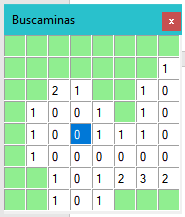 Buscaminas x
1
2 1 1 0
1 0 0 1 1 0
1 0 0 1 1 1 0
1 0 0 0 0 0 0
1 0 1 2 3 2
1 0 1